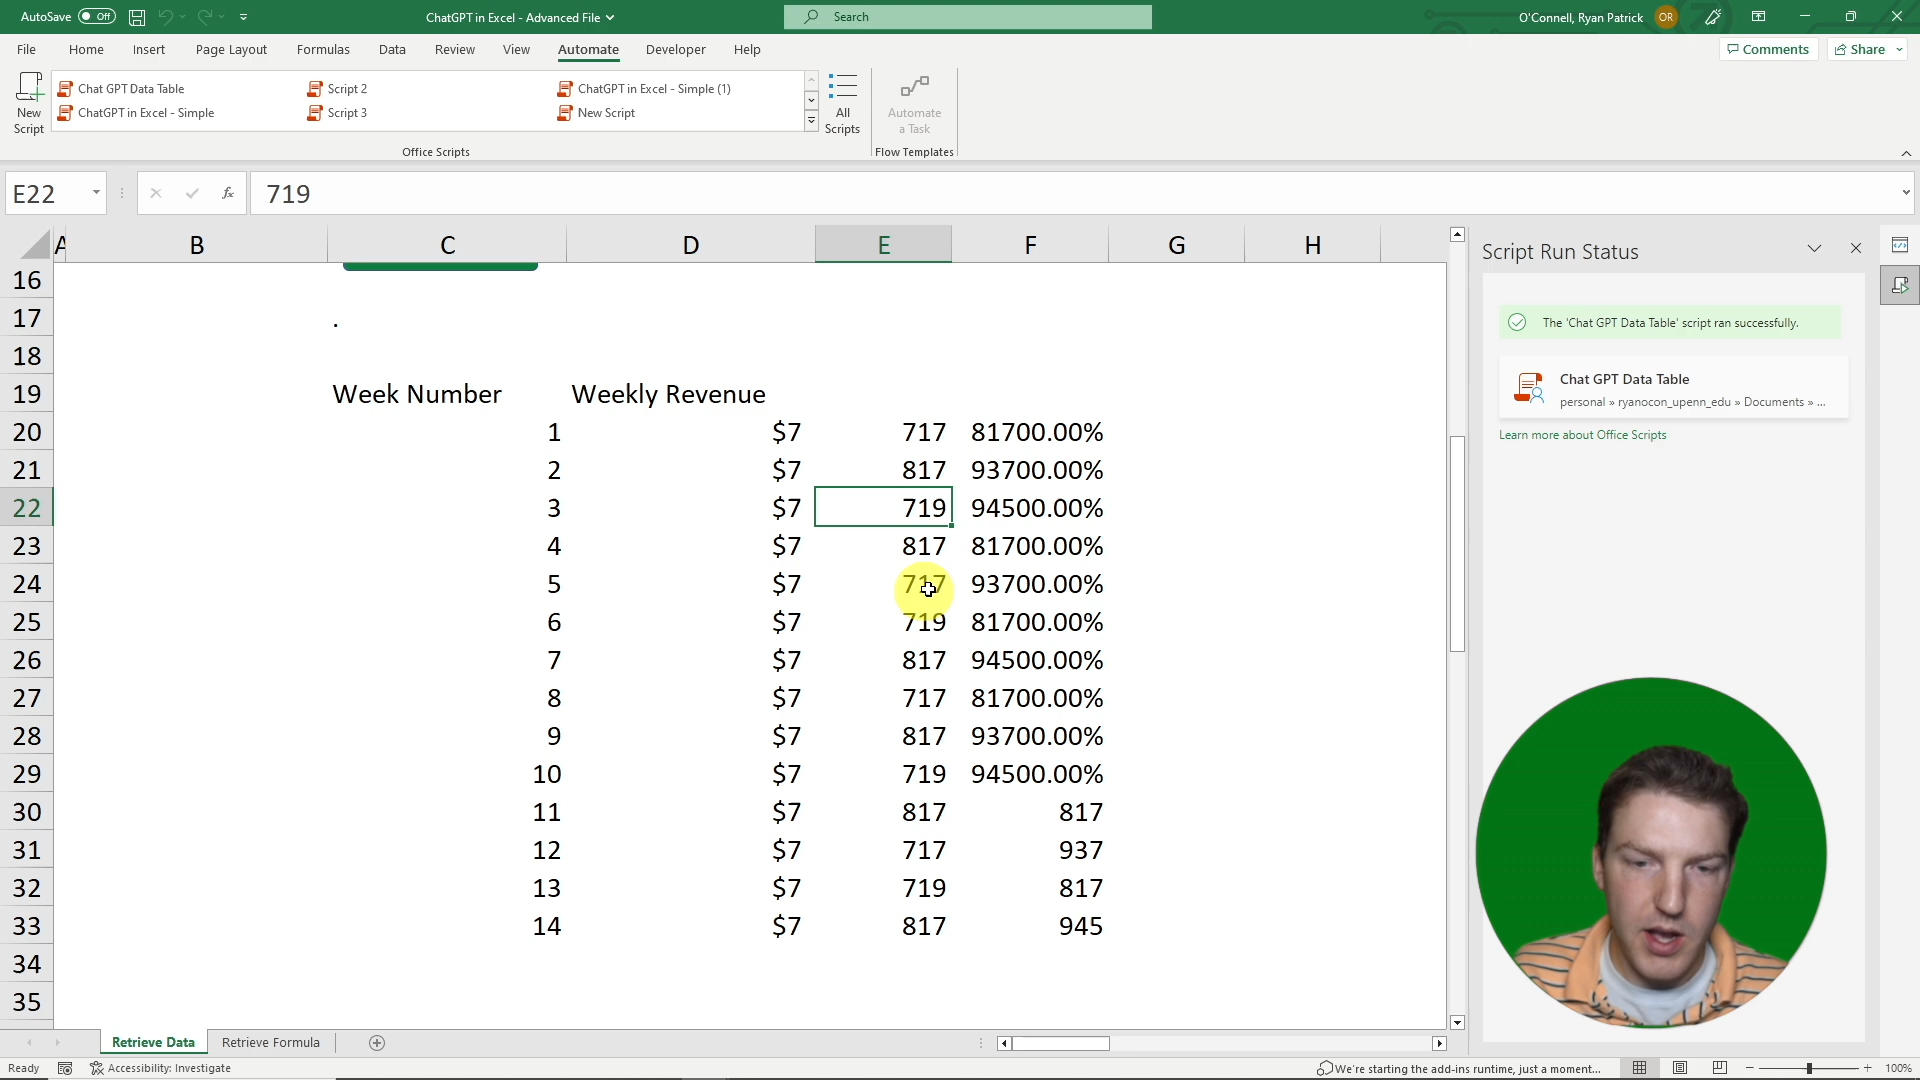 AutoSave Off
ChatGPT in Excel - Advanced File
Search
O'Connell, Ryan Patrick
OR
File Home Insert Page Layout Formulas Data Review View Automate Developer Help
Comments
Share
New Script
Chat GPT Data Table
Script 2
ChatGPT in Excel - Simple (1)
ChatGPT in Excel - Simple
Script 3
New Script
All Scripts
Automate a Task
Office Scripts
Flow Templates
E22
fx
719
A B C D E F G H
16
17 .
18
19 Week Number Weekly Revenue
20 1 $7 717 81700.00%
21 2 $7 817 93700.00%
22 3 $7 719 94500.00%
23 4 $7 817 81700.00%
24 5 $7 717 93700.00%
25 6 $7 719 81700.00%
26 7 $7 817 94500.00%
27 8 $7 717 81700.00%
28 9 $7 817 93700.00%
29 10 $7 719 94500.00%
30 11 $7 817 817
31 12 $7 717 937
32 13 $7 719 817
33 14 $7 817 945
34
35
Script Run Status
The 'Chat GPT Data Table' script ran successfully.
Chat GPT Data Table
personal » ryanocon_upenn_edu » Documents » ...
Learn more about Office Scripts
Retrieve Data
Retrieve Formula
Ready
Accessibility: Investigate
We're starting the add-ins runtime, just a moment...
100%